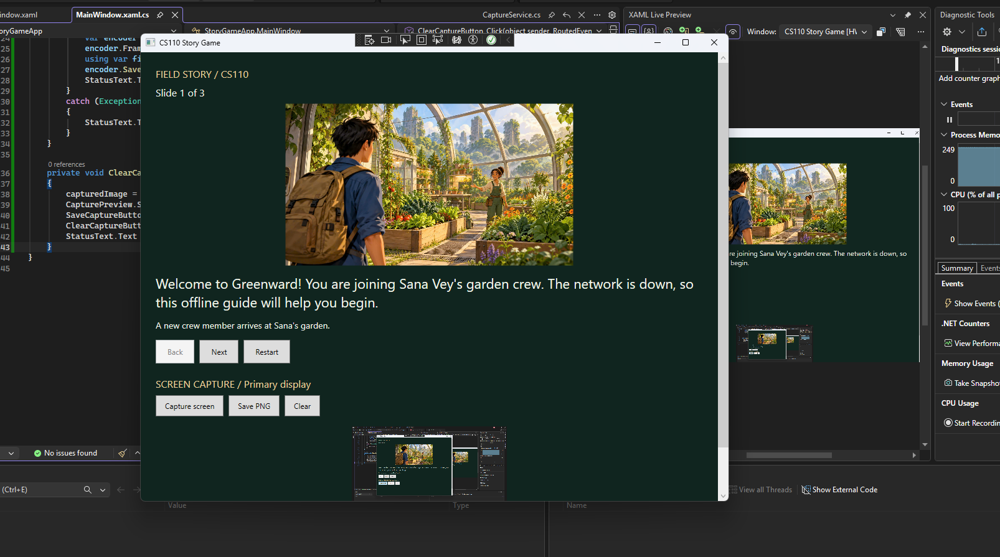 indow.xaml
MainWindow.xaml.cs
CaptureService.cs
XAML Live Preview
Diagnostic Tools
oryGameApp
StoryGameApp.MainWindow
ClearCaptureButton_Click(object sender, RoutedEven
Window:
CS110 Story Game [HV
CS110 Story Game
Diagnostics sessio
Add counter graph
Events
Process Memo
249
0
CPU (% of all p
100
0
Summary
Events
Events
Show Events (
.NET Counters
View Performa
Memory Usage
Take Snapshot
CPU Usage
Start Recordin
24 var encoder
25 encoder.Fram
26 using var fi
27 encoder.Save
28 StatusText.T
29 }
30 catch (Exception
31 {
32 StatusText.T
33 }
34 }
35
0 references
36 private void ClearCa
37 {
38 capturedImage =
39 CapturePreview.S
40 SaveCaptureButto
41 ClearCaptureButt
42 StatusText.Text
43 }
44 }
45
FIELD STORY / CS110
Slide 1 of 3
Welcome to Greenward! You are joining Sana Vey's garden crew. The network is down, so
this offline guide will help you begin.
A new crew member arrives at Sana's garden.
Back
Next
Restart
SCREEN CAPTURE / Primary display
Capture screen
Save PNG
Clear
re joining Sana Vey's garden crew. The network is down, so
begin.
No issues found
(Ctrl+E)
View all Threads
Show External Code
Value
Type
Name